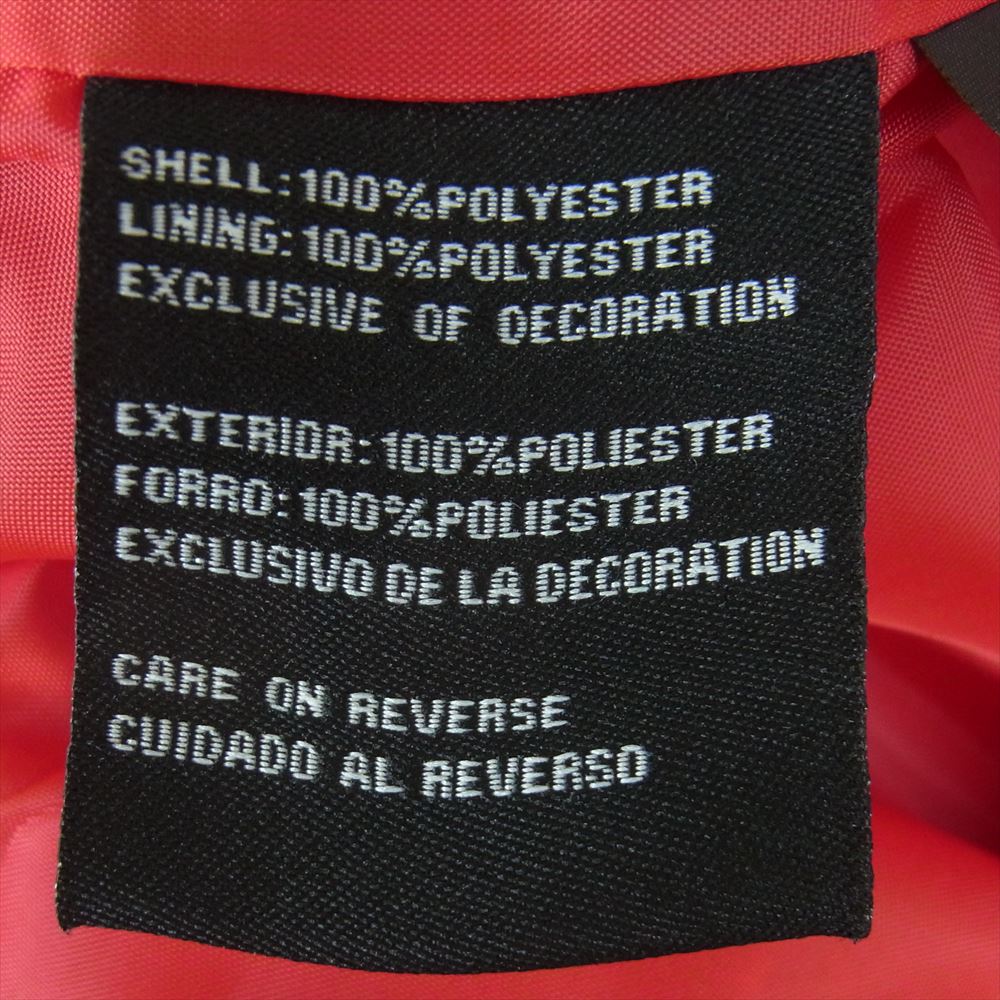 SHELL:100%POLYESTER
LINING:100%POLYESTER
EXCLUSIVE OF DECORATION
EXTERIOR:100%POLIESTER
FORRO:100%POLIESTER
EXCLUSIVO DE LA DECORATION
CARE ON REVERSE
CUIDADO AL REVERSO